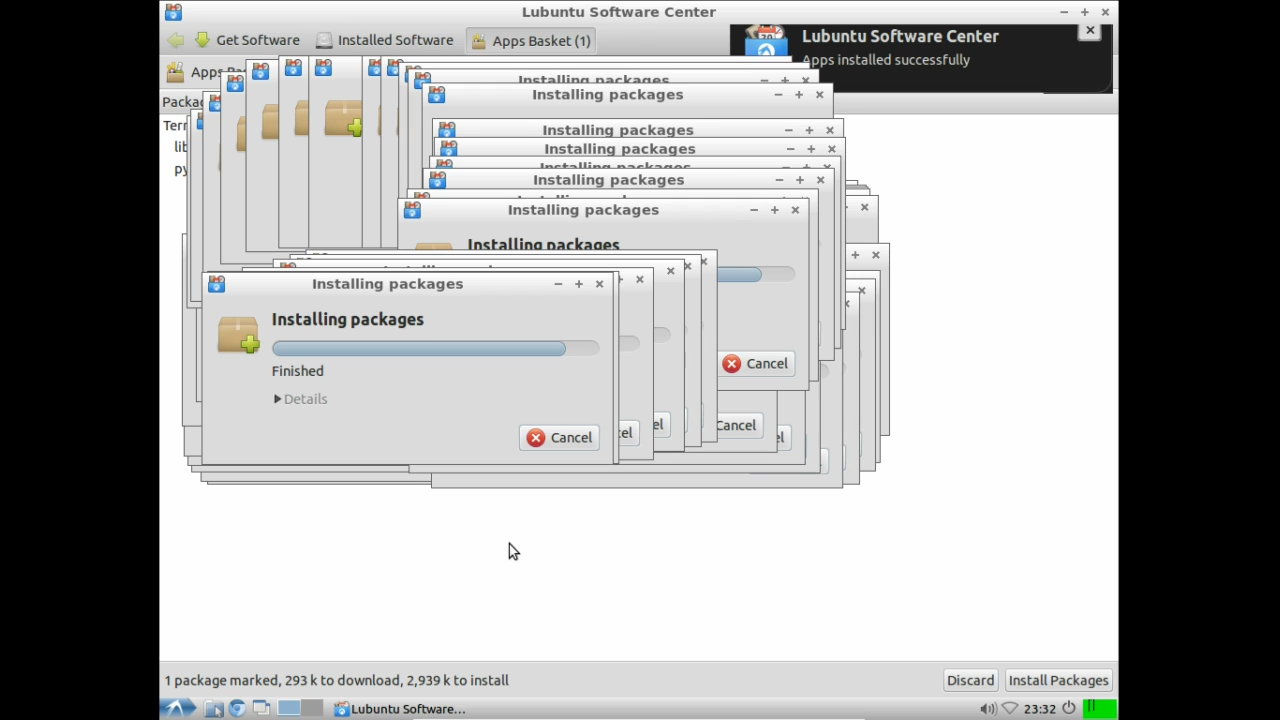 Lubuntu Software Center
Get Software
Installed Software
Apps Basket (1)
Lubuntu Software Center
Apps installed successfully
Apps
Installing packages
Installing packages
Installing packages
Installing packages
Installing packages
Installing packages
Installing packages
Installing packages
Cancel
Installing packages
Installing packages
Finished
Details
Cancel
Cancel
1 package marked, 293 k to download, 2,939 k to install
Discard
Install Packages
Lubuntu Software...
23:32